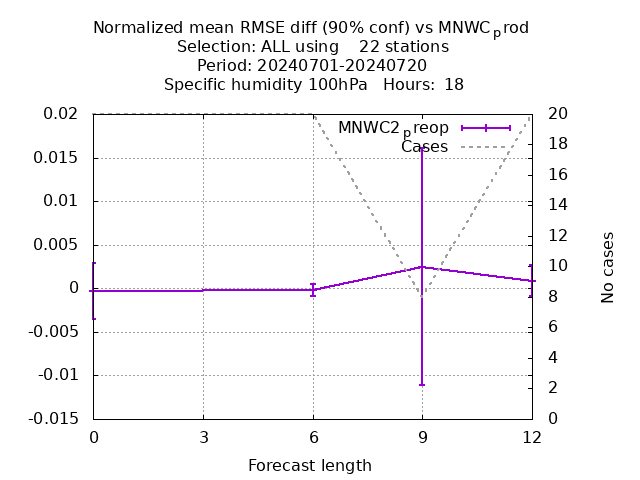 Normalized mean RMSE diff (90% conf) vs MNWCprod
Selection: ALL using    22 stations
Period: 20240701-20240720
Specific humidity 100hPa   Hours:  18
MNWC2preop
Cases
0.02
0.015
0.01
0.005
0
-0.005
-0.01
-0.015
20
18
16
14
12
10
8
6
4
2
0
No cases
0 3 6 9 12
Forecast length